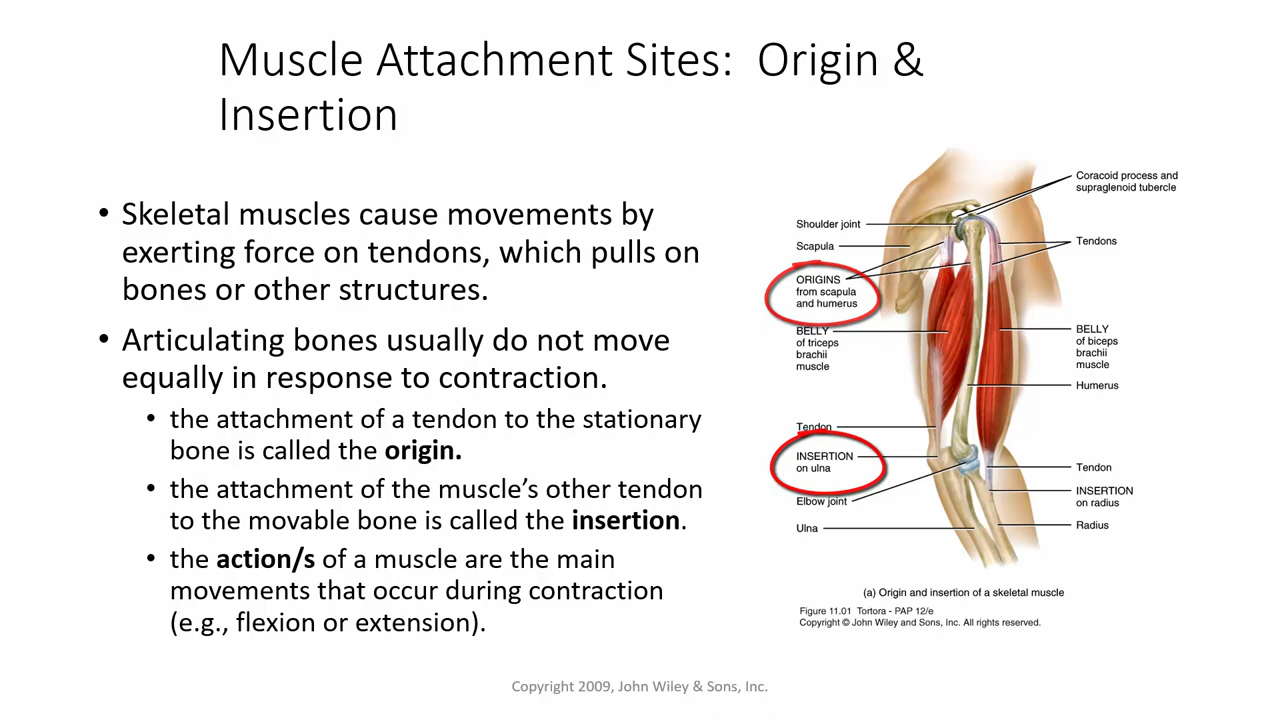 Muscle Attachment Sites: Origin &
Insertion
• Skeletal muscles cause movements by
exerting force on tendons, which pulls on
bones or other structures.
• Articulating bones usually do not move
equally in response to contraction.
• the attachment of a tendon to the stationary
bone is called the origin.
• the attachment of the muscle's other tendon
to the movable bone is called the insertion.
• the action/s of a muscle are the main
movements that occur during contraction
(e.g., flexion or extension).
Shoulder joint
Scapula
ORIGINS
from scapula
and humerus
BELLY
of triceps
brachii
muscle
Tendon
INSERTION
on ulna
Elbow joint
Ulna
Coracoid process and
supraglenoid tubercle
Tendons
BELLY
of biceps
brachii
muscle
Humerus
Tendon
INSERTION
on radius
Radius
(a) Origin and insertion of a skeletal muscle
Figure 11.01 Tortora - PAP 12/e
Copyright © John Wiley and Sons, Inc. All rights reserved.
Copyright 2009, John Wiley & Sons, Inc.